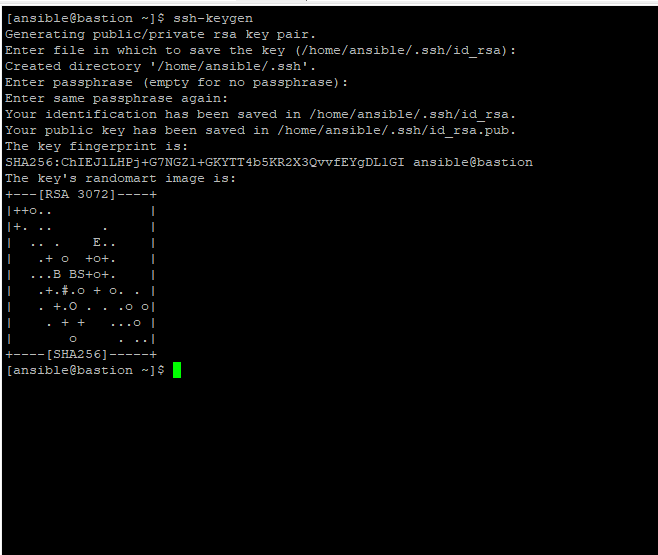 [ansible@bastion ~]$ ssh-keygen
Generating public/private rsa key pair.
Enter file in which to save the key (/home/ansible/.ssh/id_rsa):
Created directory '/home/ansible/.ssh'.
Enter passphrase (empty for no passphrase):
Enter same passphrase again:
Your identification has been saved in /home/ansible/.ssh/id_rsa.
Your public key has been saved in /home/ansible/.ssh/id_rsa.pub.
The key fingerprint is:
SHA256:ChIEJlLHPj+G7NGZl+GKYTT4b5KR2X3QvvfEYgDLlGI ansible@bastion
The key's randomart image is:
+---[RSA 3072]----+
|++o..            |
|+. ..      .     |
|  .. .    E..    |
|   .+ o  +o+.    |
|  ...B BS+o+.    |
|   .+.#.o + o. . |
|   . +.O . . .o o|
|    . + +   ...o |
|       o     . ..|
+----[SHA256]-----+
[ansible@bastion ~]$